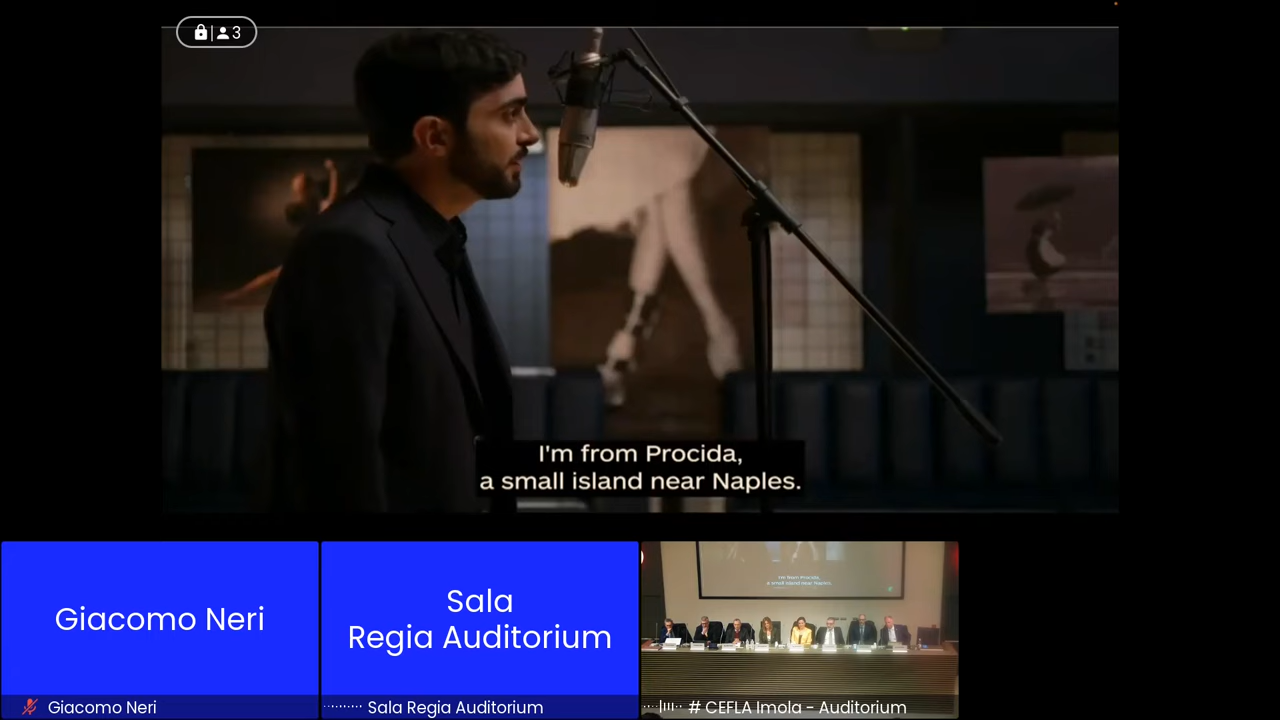 3
I'm from Procida,
a small island near Naples.
Giacomo Neri
Sala
Regia Auditorium
I'm from Procida,
a small island near Naples.
Giacomo Neri
Sala Regia Auditorium
# CEFLA Imola - Auditorium